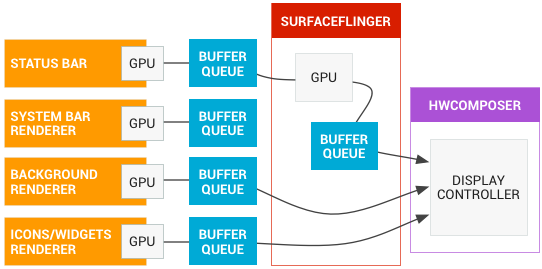 SURFACEFLINGER
STATUS BAR
GPU
BUFFER
QUEUE
GPU
SYSTEM BAR
RENDERER
GPU
BUFFER
QUEUE
BUFFER
QUEUE
HWCOMPOSER
BACKGROUND
RENDERER
GPU
BUFFER
QUEUE
DISPLAY
CONTROLLER
ICONS/WIDGETS
RENDERER
GPU
BUFFER
QUEUE